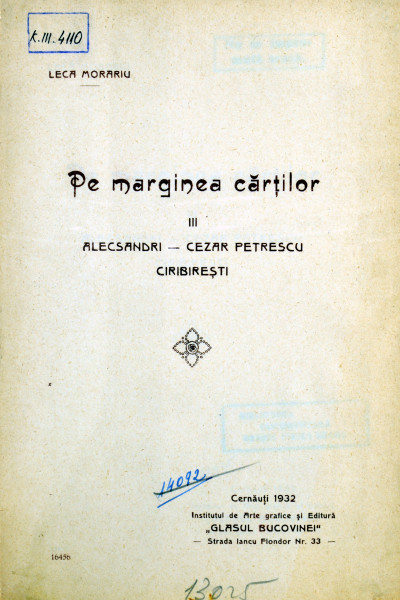 K. III. 4110
LECA MORARIU
Pe marginea cărților
III
ALECSANDRI — CEZAR PETRESCU
CIRIBIREȘTI
14092
Cernăuți 1932
Institutul de Arte grafice și Editură
„GLASUL BUCOVINEI"
— Strada Iancu Flondor Nr. 33 —
16456
13025